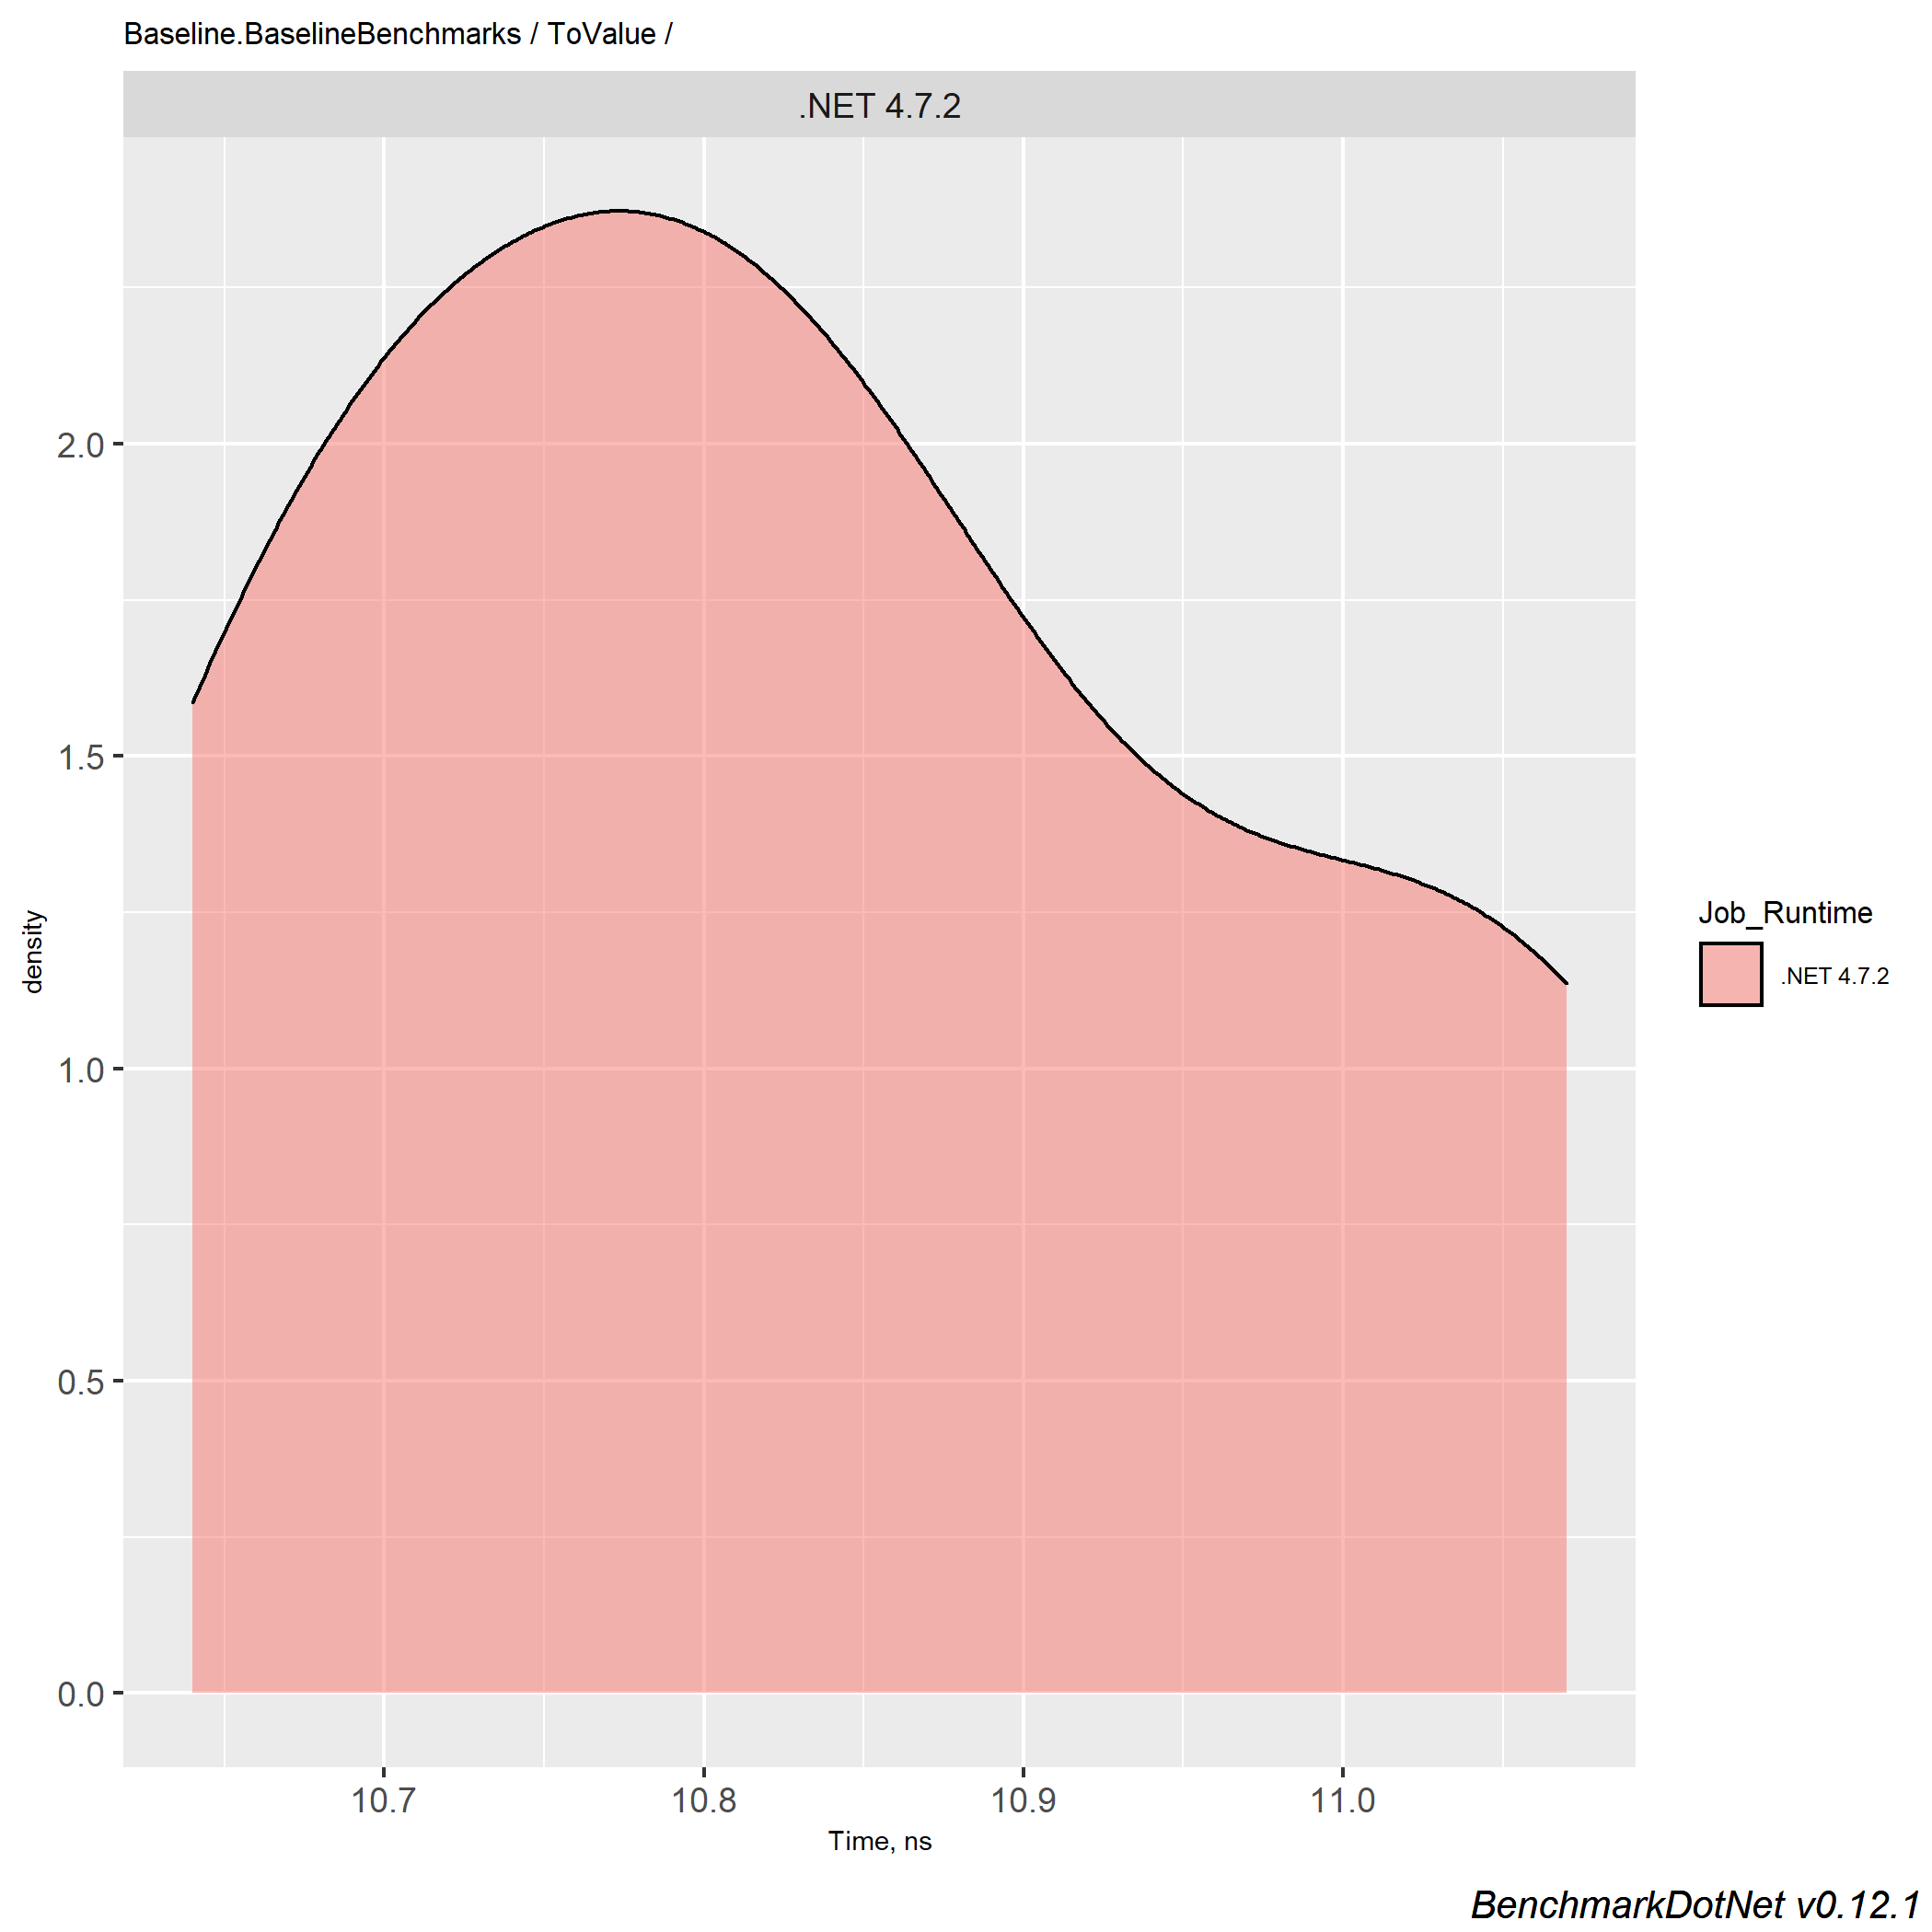 Baseline.BaselineBenchmarks / ToValue /
.NET 4.7.2
2.0
1.5
1.0
0.5
0.0
density
10.7 10.8 10.9 11.0
Time, ns
Job_Runtime
.NET 4.7.2
BenchmarkDotNet v0.12.1